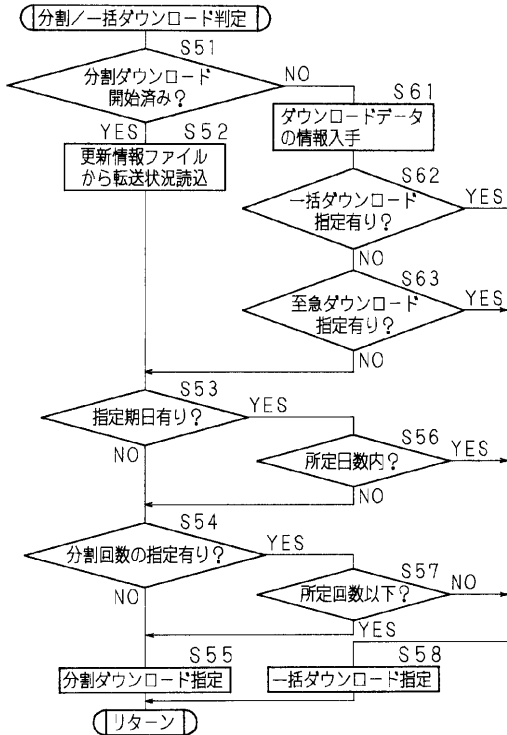 分割／一括ダウンロード判定
S51
分割ダウンロード
開始済み？
NO
YES
S52
更新情報ファイル
から転送状況読込
S61
ダウンロードデータ
の情報入手
S62
一括ダウンロード
指定有り？
YES
NO
S63
至急ダウンロード
指定有り？
YES
NO
S53
指定期日有り？
YES
NO
S56
所定日数内？
YES
NO
S54
分割回数の指定有り？
YES
NO
S57
所定回数以下？
NO
YES
S55
分割ダウンロード指定
S58
一括ダウンロード指定
リターン